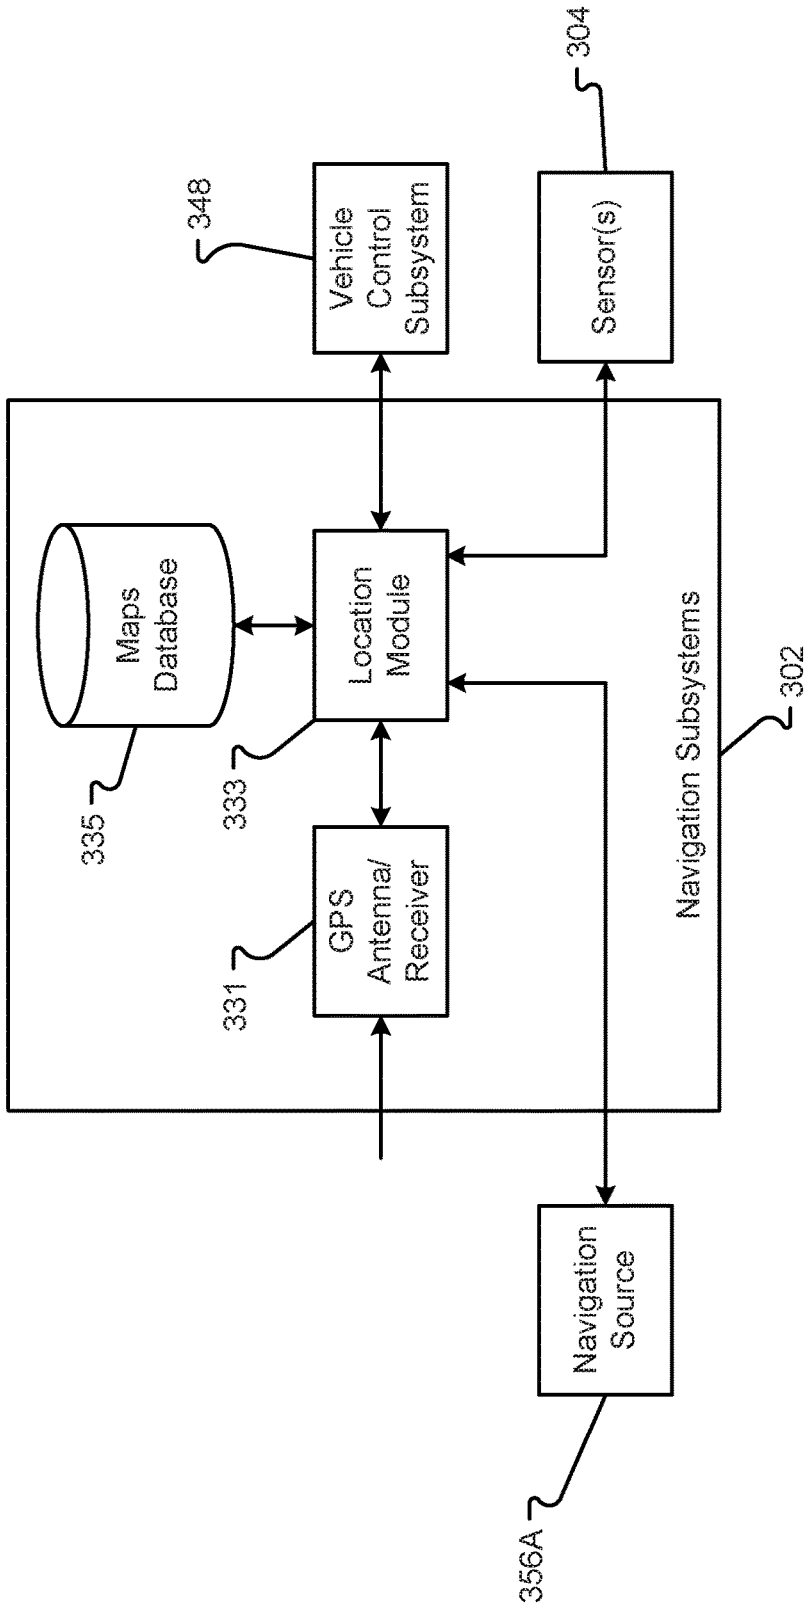 335
Maps
Database
331
GPS
Antenna/
Receiver
333
Location
Module
348
Vehicle
Control
Subsystem
356A
Navigation
Source
304
Sensor(s)
Navigation Subsystems
302